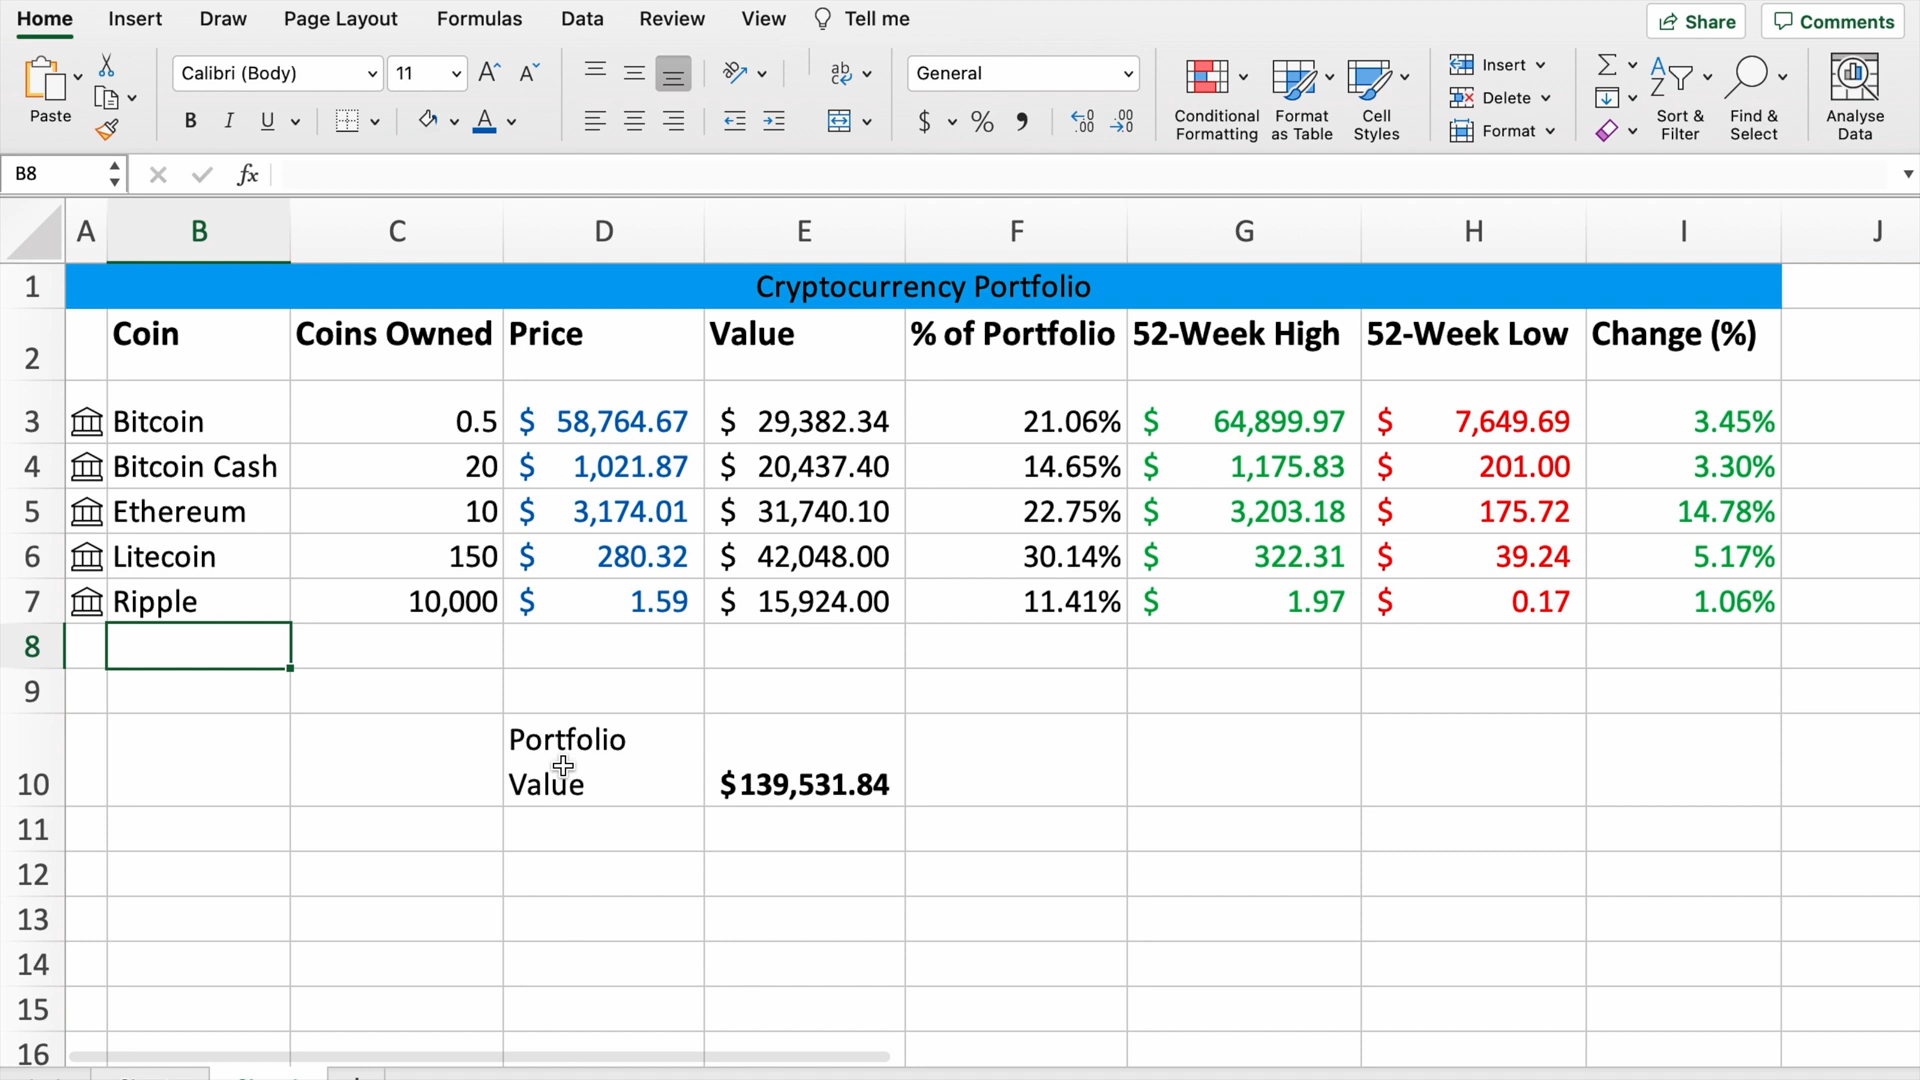 Home Insert Draw Page Layout Formulas Data Review View Tell me Share Comments
Paste Calibri (Body) 11 General Conditional Formatting Format as Table Cell Styles Insert Delete Format Sort & Filter Find & Select Analyse Data
B8 fx
A B C D E F G H I J
1 Cryptocurrency Portfolio
2 Coin Coins Owned Price Value % of Portfolio 52-Week High 52-Week Low Change (%)
3 Bitcoin 0.5 $ 58,764.67 $ 29,382.34 21.06% $ 64,899.97 $ 7,649.69 3.45%
4 Bitcoin Cash 20 $ 1,021.87 $ 20,437.40 14.65% $ 1,175.83 $ 201.00 3.30%
5 Ethereum 10 $ 3,174.01 $ 31,740.10 22.75% $ 3,203.18 $ 175.72 14.78%
6 Litecoin 150 $ 280.32 $ 42,048.00 30.14% $ 322.31 $ 39.24 5.17%
7 Ripple 10,000 $ 1.59 $ 15,924.00 11.41% $ 1.97 $ 0.17 1.06%
8
9
Portfolio
10 Value $139,531.84
11
12
13
14
15
16